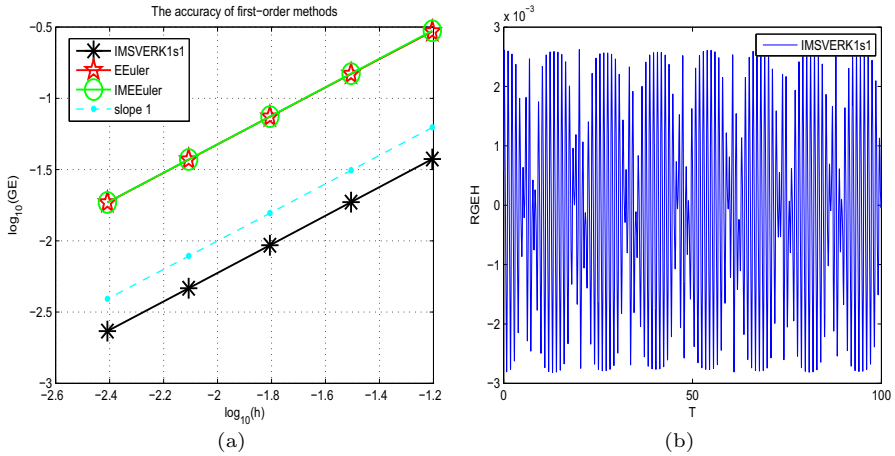 The accuracy of first−order methods
−0.5
−1
−1.5
−2
−2.5
−3
log10(GE)
IMSVERK1s1
EEuler
IMEEuler
slope 1
−2.6
−2.4
−2.2
−2
−1.8
−1.6
−1.4
−1.2
log10(h)
(a)
x 10−3
3
2
1
0
−1
−2
−3
RGEH
IMSVERK1s1
0
50
100
T
(b)